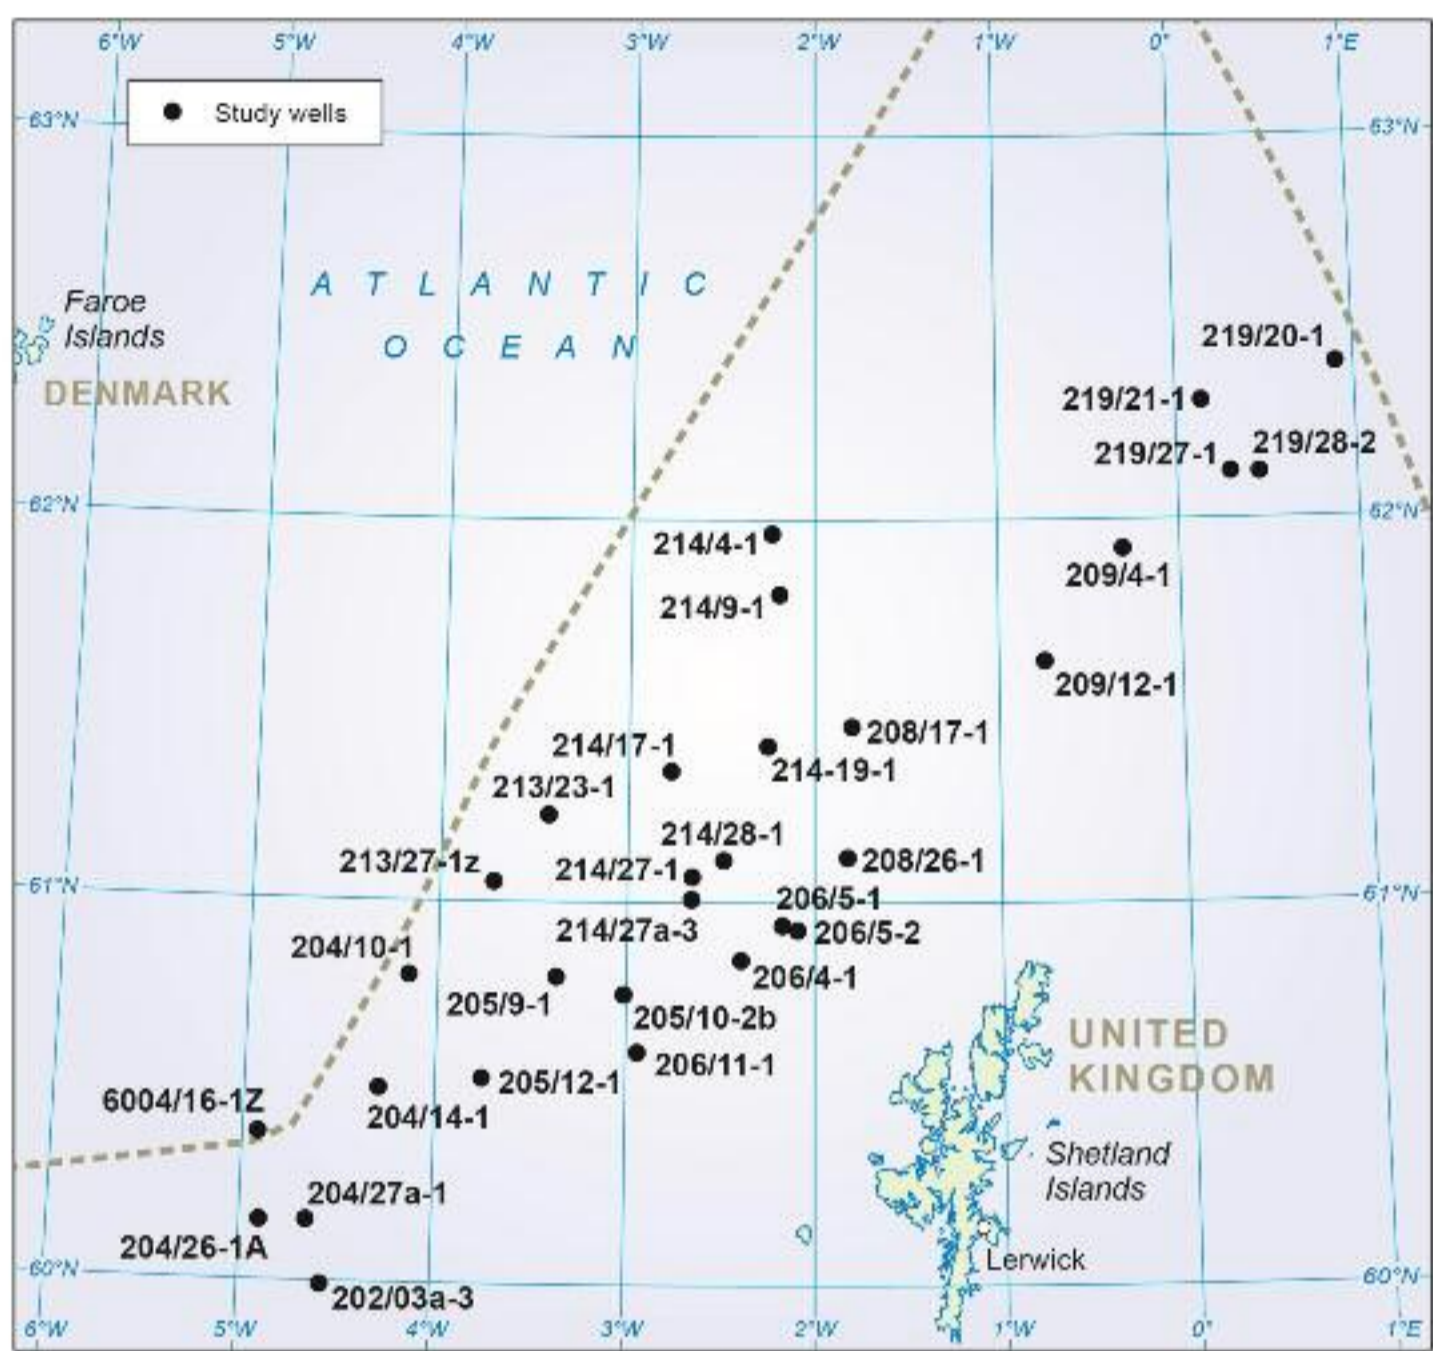 6°W 5°W 4°W 3°W 2°W 1°W 0° 1°E
Study wells
63°N 63°N
ATLANTIC
OCEAN
Faroe
Islands
DENMARK
219/20-1
219/21-1
219/28-2
219/27-1
62°N 62°N
214/4-1
209/4-1
214/9-1
209/12-1
208/17-1
214/17-1
214-19-1
213/23-1
214/28-1
213/27-1z
214/27-1
208/26-1
61°N 61°N
206/5-1
214/27a-3
206/5-2
204/10-1
206/4-1
205/9-1
205/10-2b
UNITED
KINGDOM
206/11-1
205/12-1
6004/16-1Z
204/14-1
Shetland
Islands
204/27a-1
204/26-1A
Lerwick
60°N 60°N
202/03a-3
6°W 5°W 4°W 3°W 2°W 1°W 0° 1°E